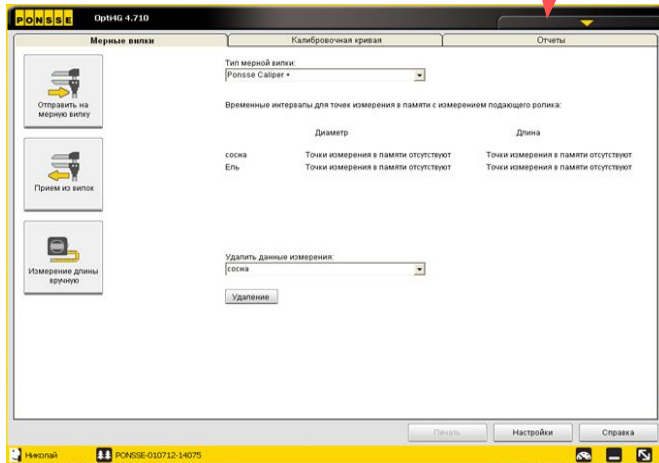 PONSSE Opti4G 4.710
Мерные вилки Калибровочная кривая Отчеты
Отправить на
мерную вилку
Прием из вилок
Измерение длины
вручную
Тип мерной вилки:
Ponsse Caliper +
Временные интервалы для точек измерения в памяти с измерением подающего ролика:
Диаметр Длина
сосна Точки измерения в памяти отсутствуют Точки измерения в памяти отсутствуют
Ель Точки измерения в памяти отсутствуют Точки измерения в памяти отсутствуют
Удалить данные измерения:
сосна
Удаление
Печать Настройки Справка
Николай PONSSE-010712-14075